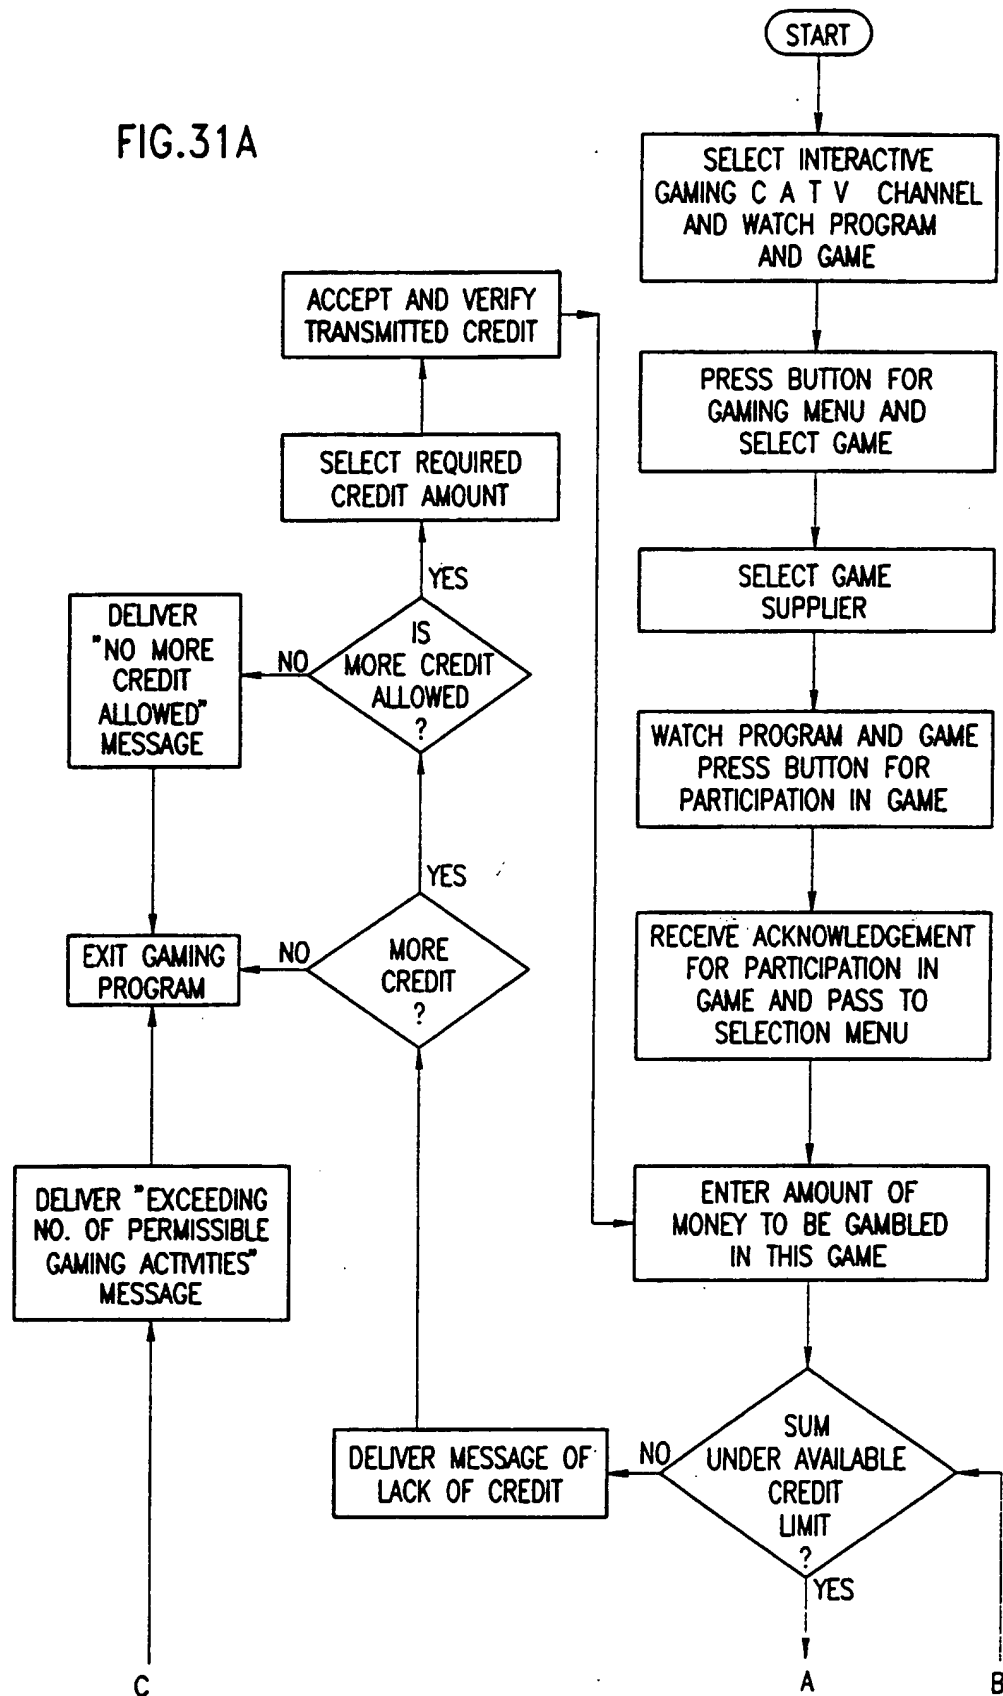 START
FIG.31A
SELECT INTERACTIVE
GAMING C A T V CHANNEL
AND WATCH PROGRAM
AND GAME
ACCEPT AND VERIFY
TRANSMITTED CREDIT
PRESS BUTTON FOR
GAMING MENU AND
SELECT GAME
SELECT REQUIRED
CREDIT AMOUNT
SELECT GAME
SUPPLIER
YES
IS
MORE CREDIT
ALLOWED
?
NO
DELIVER
"NO MORE
CREDIT
ALLOWED"
MESSAGE
WATCH PROGRAM AND GAME
PRESS BUTTON FOR
PARTICIPATION IN GAME
YES
MORE
CREDIT
?
NO
EXIT GAMING
PROGRAM
RECEIVE ACKNOWLEDGEMENT
FOR PARTICIPATION IN
GAME AND PASS TO
SELECTION MENU
DELIVER "EXCEEDING
NO. OF PERMISSIBLE
GAMING ACTIVITIES"
MESSAGE
ENTER AMOUNT OF
MONEY TO BE GAMBLED
IN THIS GAME
DELIVER MESSAGE OF
LACK OF CREDIT
NO
SUM
UNDER AVAILABLE
CREDIT
LIMIT
?
YES
C
A
B